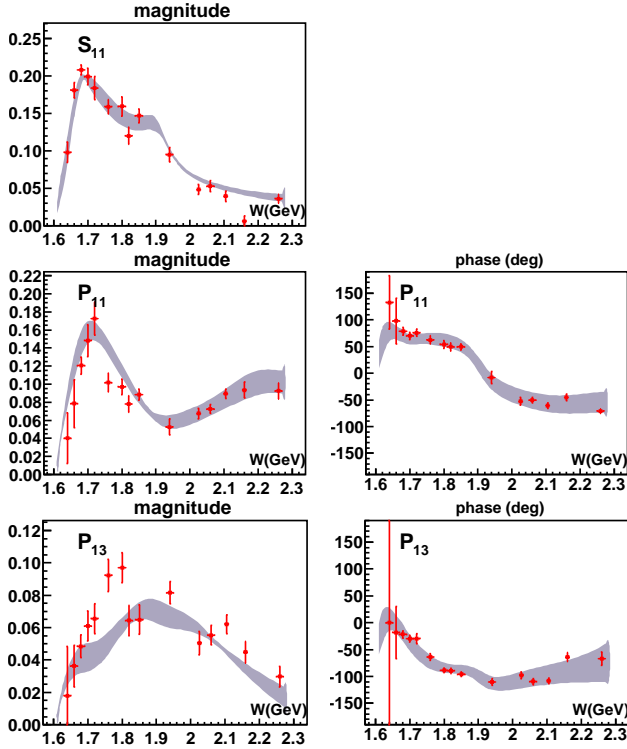 magnitude
S11
0.25
0.20
0.15
0.10
0.05
0.00
W(GeV)
1.6 1.7 1.8 1.9 2 2.1 2.2 2.3
magnitude
P11
0.22
0.20
0.18
0.16
0.14
0.12
0.10
0.08
0.06
0.04
0.02
0.00
W(GeV)
1.6 1.7 1.8 1.9 2 2.1 2.2 2.3
phase (deg)
P11
150
100
50
0
-50
-100
-150
W(GeV)
1.6 1.7 1.8 1.9 2 2.1 2.2 2.3
magnitude
P13
0.12
0.10
0.08
0.06
0.04
0.02
0.00
W(GeV)
1.6 1.7 1.8 1.9 2 2.1 2.2 2.3
phase (deg)
P13
150
100
50
0
-50
-100
-150
W(GeV)
1.6 1.7 1.8 1.9 2 2.1 2.2 2.3